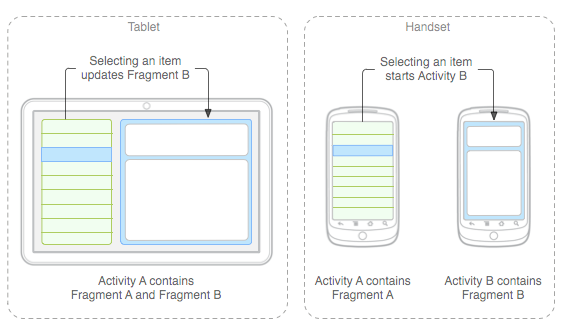 Tablet
Selecting an item
updates Fragment B
Activity A contains
Fragment A and Fragment B
Handset
Selecting an item
starts Activity B
Activity A contains
Fragment A
Activity B contains
Fragment B